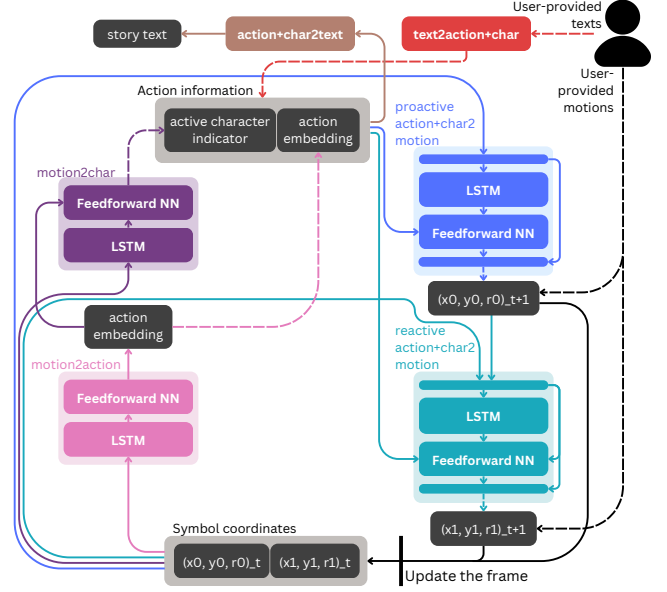 User-provided
texts
story text
action+char2text
text2action+char
User-
provided
motions
Action information
active character
indicator
action
embedding
proactive
action+char2
motion
motion2char
Feedforward NN
LSTM
LSTM
Feedforward NN
(x0, y0, r0)_t+1
action
embedding
reactive
action+char2
motion
motion2action
Feedforward NN
LSTM
LSTM
Feedforward NN
(x1, y1, r1)_t+1
Symbol coordinates
(x0, y0, r0)_t
(x1, y1, r1)_t
Update the frame